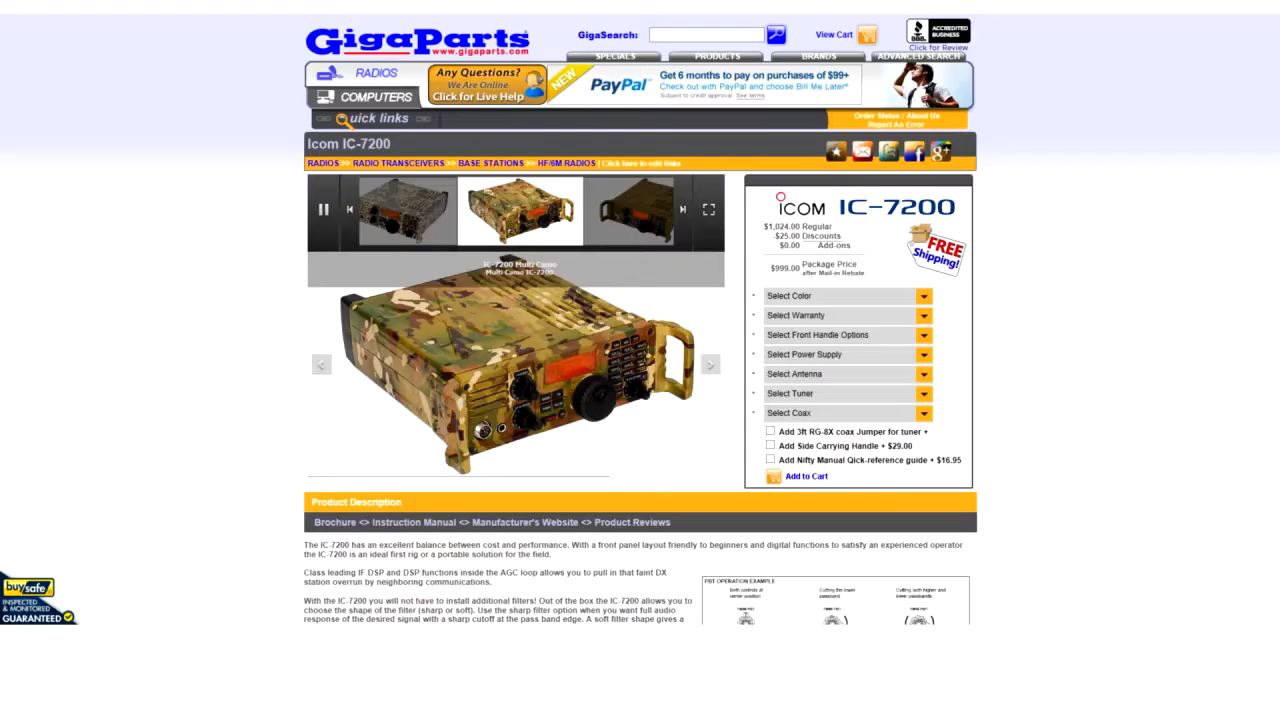 GigaParts
www.gigaparts.com
GigaSearch:
View Cart
BBB
ACCREDITED
BUSINESS
Click for Review
SPECIALS
PRODUCTS
BRANDS
ADVANCED SEARCH
RADIOS
COMPUTERS
Any Questions?
We Are Online
Click for Live Help
NEW
PayPal
Get 6 months to pay on purchases of $99+
Check out with PayPal and choose Bill Me Later*
Subject to credit approval See terms
uick links
Order Status : About Us
Report An Error
Icom IC-7200
RADIOS >> RADIO TRANSCEIVERS >> BASE STATIONS >> HF/6M RADIOS | Click here to edit links
IC-7200 Multi Camo
Multi Camo IC-7200
ICOM IC-7200
$1,024.00 Regular
-$25.00 Discounts
$0.00 Add-ons
$999.00 Package Price
after Mail-in Rebate
FREE
Shipping!
* Select Color
* Select Warranty
* Select Front Handle Options
* Select Power Supply
* Select Antenna
* Select Tuner
* Select Coax
Add 3ft RG-8X coax Jumper for tuner +
Add Side Carrying Handle + $29.00
Add Nifty Manual Qick-reference guide + $16.95
Add to Cart
Product Description
Brochure <> Instruction Manual <> Manufacturer's Website <> Product Reviews
The IC-7200 has an excellent balance between cost and performance. With a front panel layout friendly to beginners and digital functions to satisfy an experienced operator
the IC-7200 is an ideal first rig or a portable solution for the field.
Class leading IF DSP and DSP functions inside the AGC loop allows you to pull in that faint DX
station overrun by neighboring communications.
With the IC-7200 you will not have to install additional filters! Out of the box the IC-7200 allows you to
choose the shape of the filter (sharp or soft). Use the sharp filter option when you want full audio
response of the desired signal with a sharp cutoff at the pass band edge. A soft filter shape gives a
PBT OPERATION EXAMPLE
Both controls at
center position
Cutting the lower
passband
Cutting both higher and
lower passbands
buySAFE
INSPECTED
& MONITORED
GUARANTEED